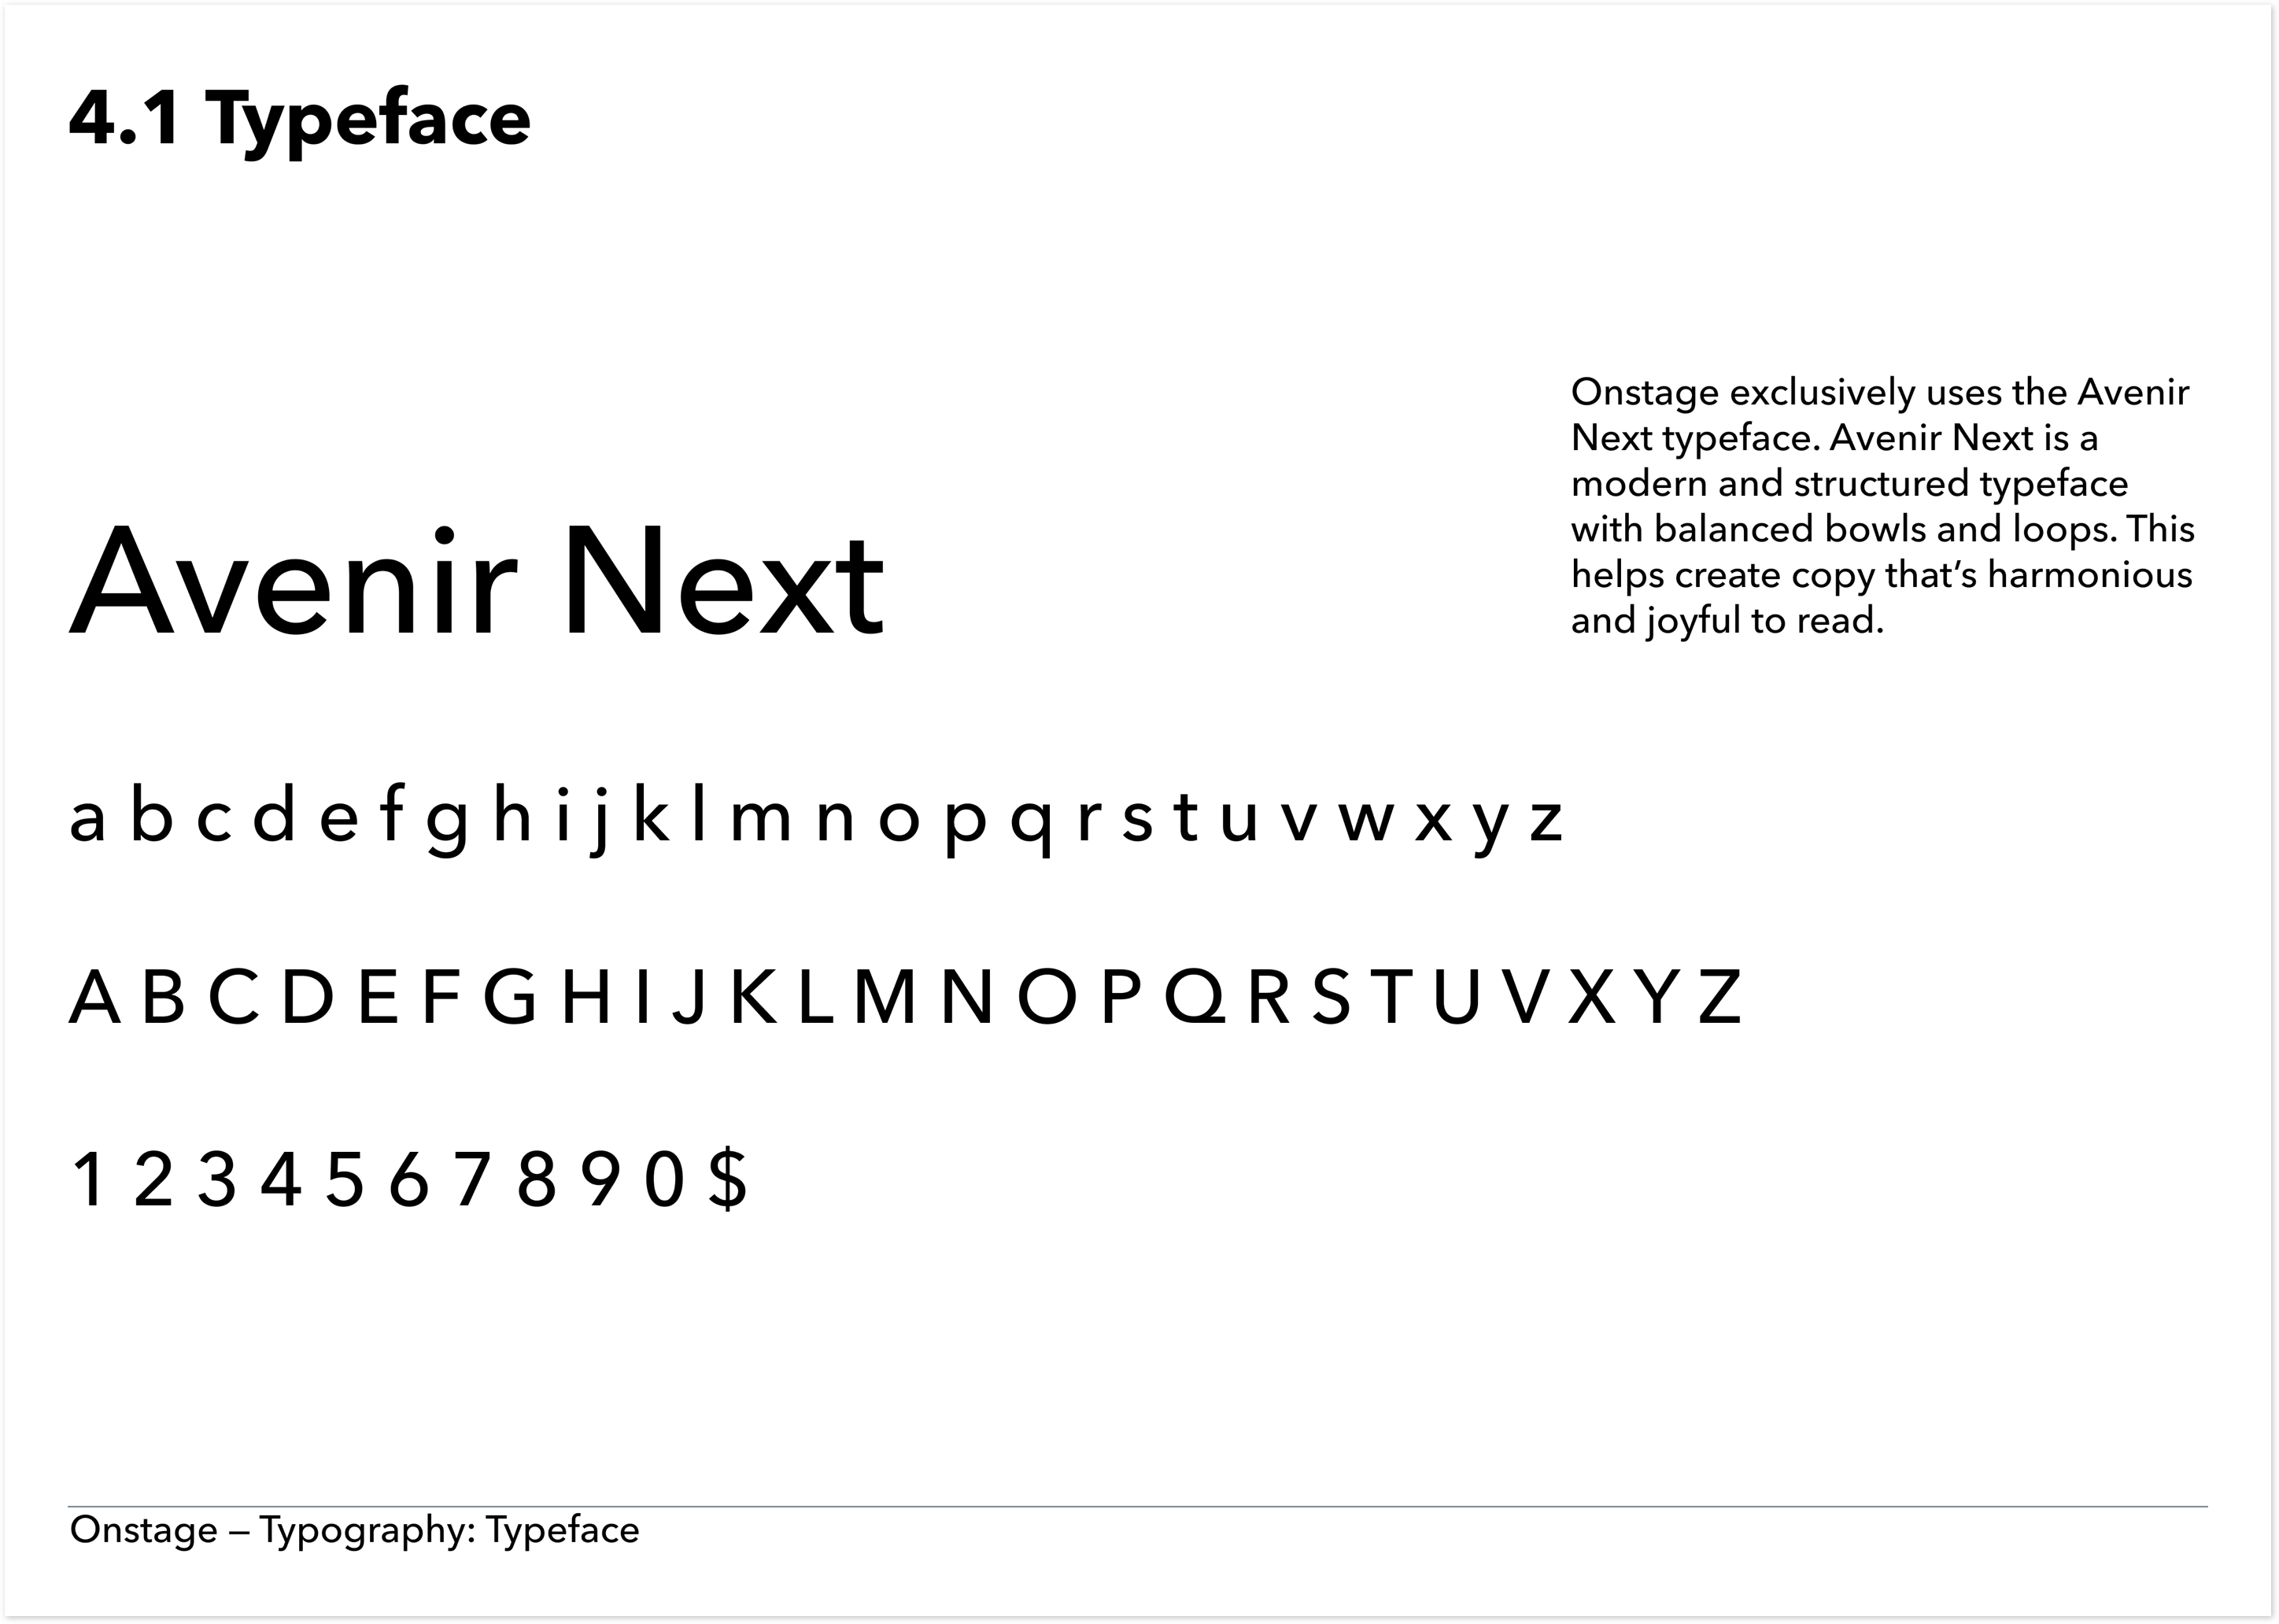 4.1 Typeface
Onstage exclusively uses the Avenir
Next typeface. Avenir Next is a
modern and structured typeface
with balanced bowls and loops. This
helps create copy that’s harmonious
and joyful to read.
Avenir Next
a b c d e f g h i j k l m n o p q r s t u v w x y z
A B C D E F G H I J K L M N O P Q R S T U V X Y Z
1 2 3 4 5 6 7 8 9 0 $
Onstage – Typography: Typeface